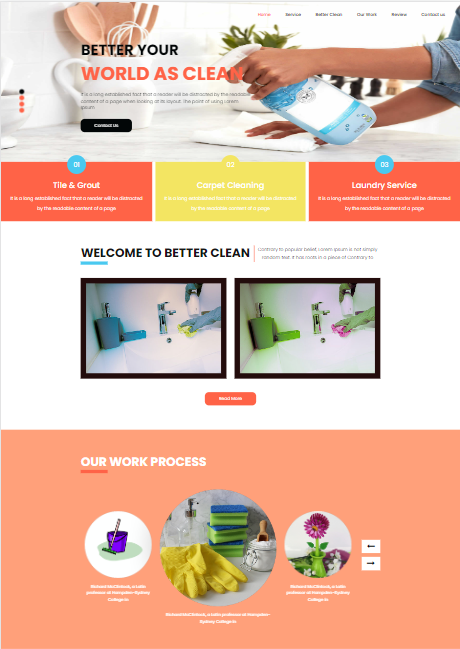 Home Service Better Clean Our Work Review Contact us
BETTER YOUR
WORLD AS CLEAN
It is a long established fact that a reader will be distracted by the readable
content of a page when looking at its layout. The point of using Lorem
Ipsum
Contact Us
01
Tile & Grout
It is a long established fact that a reader will be distracted
by the readable content of a page
02
Carpet Cleaning
It is a long established fact that a reader will be distracted
by the readable content of a page
03
Laundry Service
It is a long established fact that a reader will be distracted
by the readable content of a page
WELCOME TO BETTER CLEAN
Contrary to popular belief, Lorem Ipsum is not simply
random text. It has roots in a piece of Contrary to
Read More
OUR WORK PROCESS
Richard McClintock, a Latin
professor at Hampden-Sydney
College in
Richard McClintock, a Latin professor at Hampden-
Sydney College in
Richard McClintock, a Latin
professor at Hampden-Sydney
College in